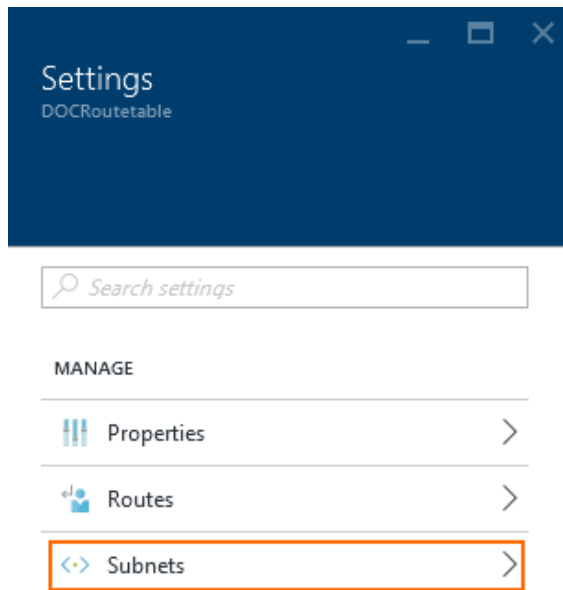 Settings
DOCRoutetable
Search settings
MANAGE
Properties
Routes
Subnets